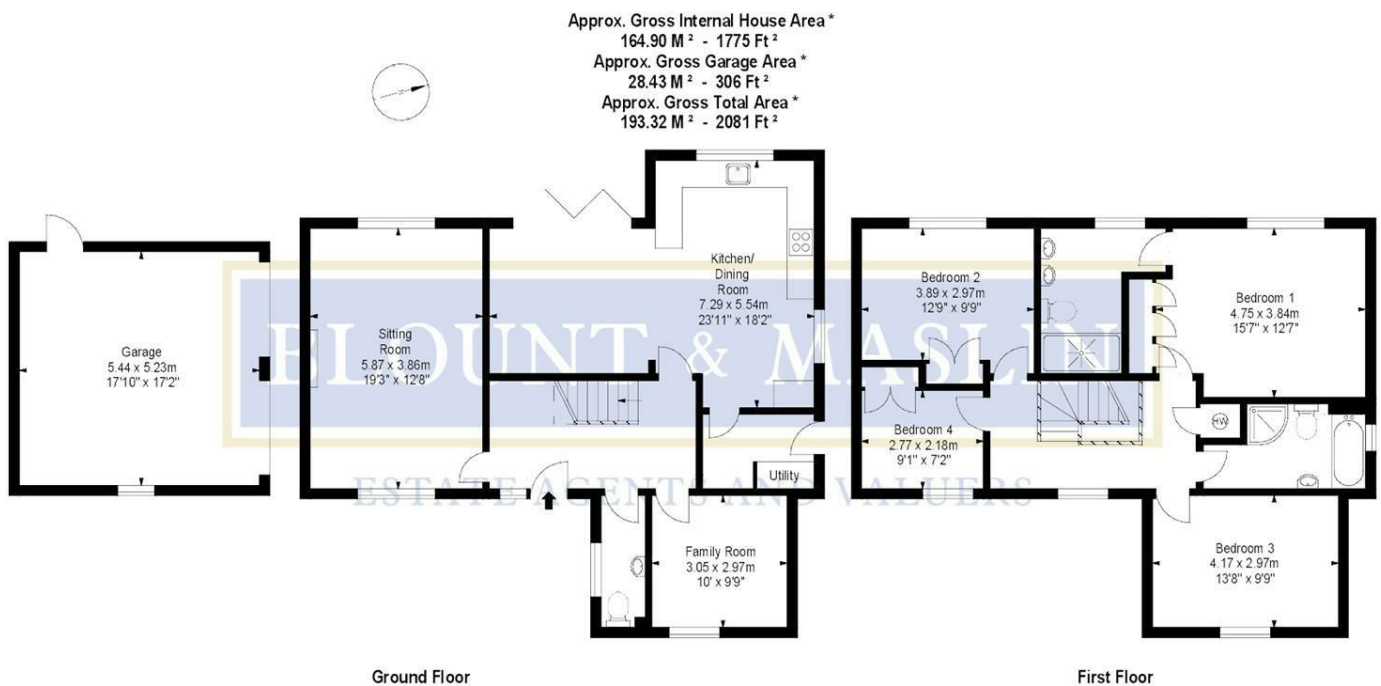 Approx. Gross Internal House Area *
164.90 M² - 1775 Ft²
Approx. Gross Garage Area *
28.43 M² - 306 Ft²
Approx. Gross Total Area *
193.32 M² - 2081 Ft²
Garage
5.44 x 5.23m
17'10" x 17'2"
Sitting
Room
5.87 x 3.86m
19'3" x 12'8"
Kitchen/
Dining
Room
7.29 x 5.54m
23'11" x 18'2"
Utility
Family Room
3.05 x 2.97m
10' x 9'9"
Bedroom 2
3.89 x 2.97m
12'9" x 9'9"
Bedroom 1
4.75 x 3.84m
15'7" x 12'7"
Bedroom 4
2.77 x 2.18m
9'1" x 7'2"
HW
Bedroom 3
4.17 x 2.97m
13'8" x 9'9"
BLOUNT & MASLIN
ESTATE AGENTS AND VALUERS
Ground Floor
First Floor